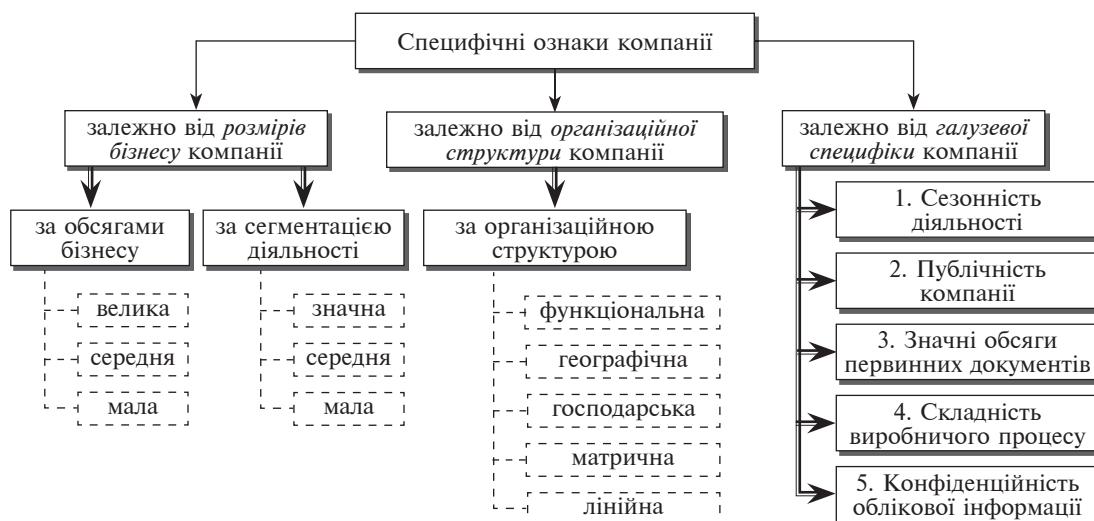 Специфічні ознаки компанії
залежно від розмірів
бізнесу компанії
залежно від організаційної
структури компанії
залежно від галузевої
специфіки компанії
за обсягами
бізнесу
велика
середня
мала
за сегментацією
діяльності
значна
середня
мала
за організаційною
структурою
функціональна
географічна
господарська
матрична
лінійна
1. Сезонність
діяльності
2. Публічність
компанії
3. Значні обсяги
первинних документів
4. Складність
виробничого процесу
5. Конфіденційність
облікової інформації